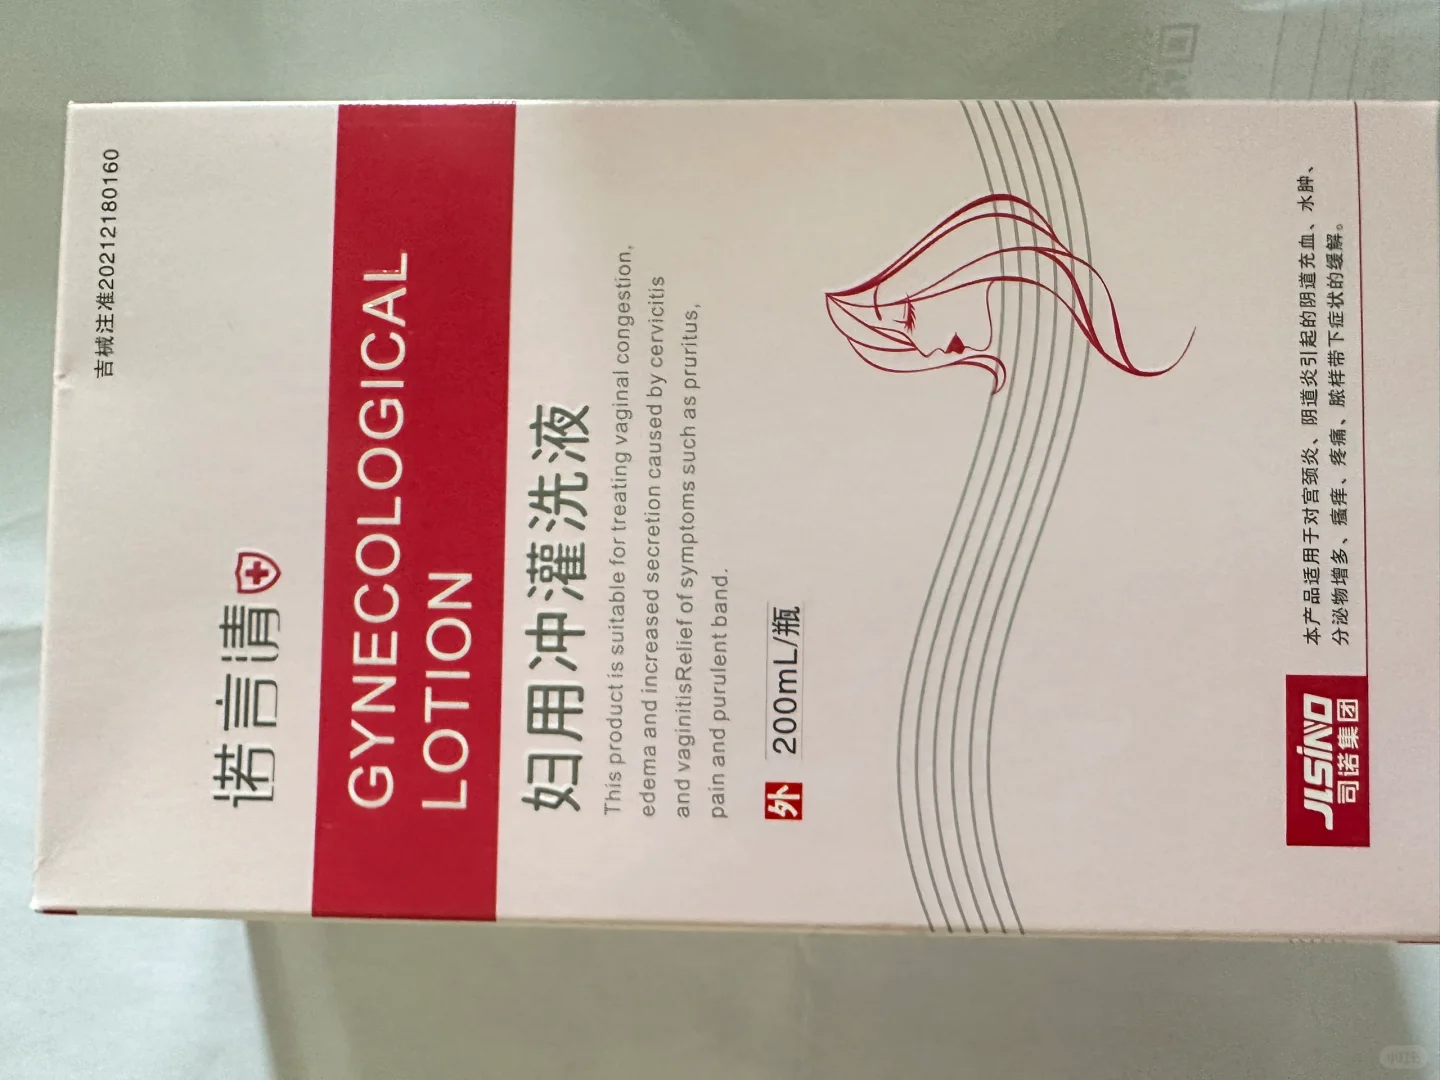 吉械注准20212180160
诺言清
GYNECOLOGICAL
LOTION
妇用冲灌洗液
This product is suitable for treating vaginal congestion,
edema and increased secretion caused by cervicitis
and vaginitisRelief of symptoms such as pruritus,
pain and purulent band.
外 200mL/瓶
本产品适用于对宫颈炎、阴道炎引起的阴道充血、水肿、
分泌物增多、瘙痒、疼痛、脓样带下症状的缓解。
JLSINO
司诺集团
小红书